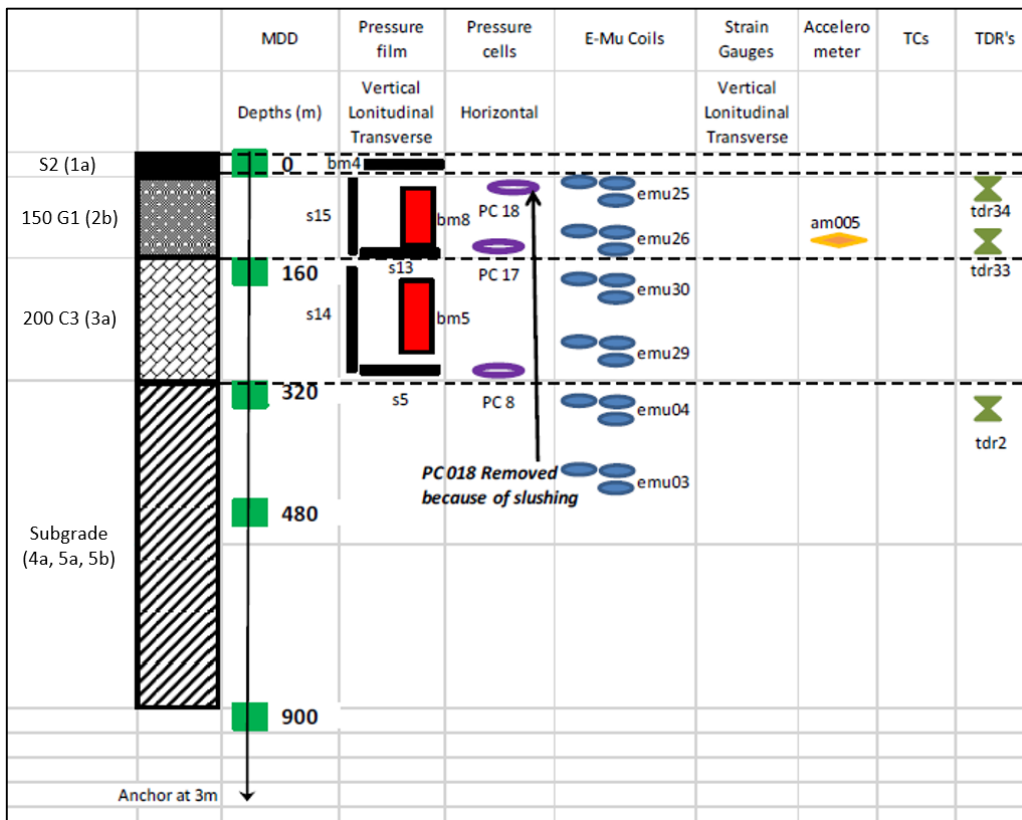 MDD
Pressure
film
Pressure
cells
E-Mu Coils
Strain
Gauges
Accelero
meter
TCs
TDR's
Depths (m)
Vertical
Lonitudinal
Transverse
Horizontal
Vertical
Lonitudinal
Transverse
S2 (1a)
0
bm4
150 G1 (2b)
s15
bm8
PC 18
emu25
tdr34
am005
emu26
s13
PC 17
tdr33
160
200 C3 (3a)
s14
bm5
emu30
emu29
320
s5
PC 8
emu04
tdr2
PC 018 Removed
because of slushing
emu03
480
Subgrade
(4a, 5a, 5b)
900
Anchor at 3m